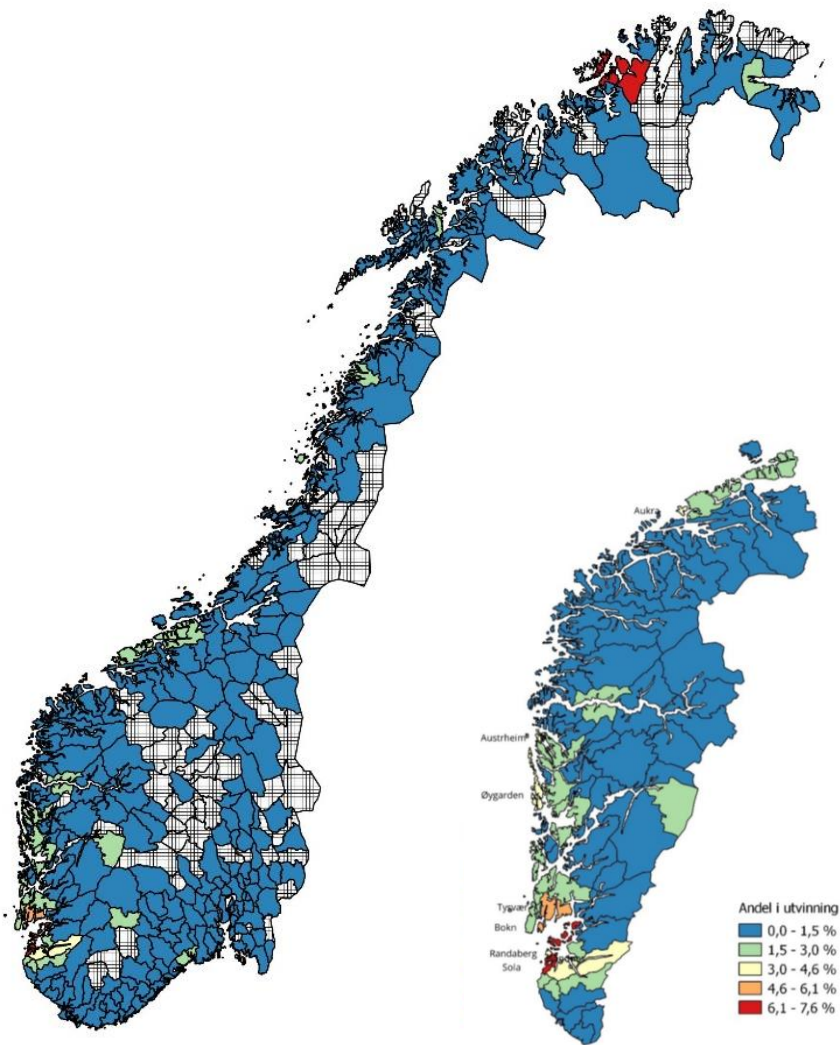 Aukra
Austrheim
Øygarden
Tysvær
Bokn
Randaberg
Sola
Andel i utvinning
0,0 - 1,5 %
1,5 - 3,0 %
3,0 - 4,6 %
4,6 - 6,1 %
6,1 - 7,6 %